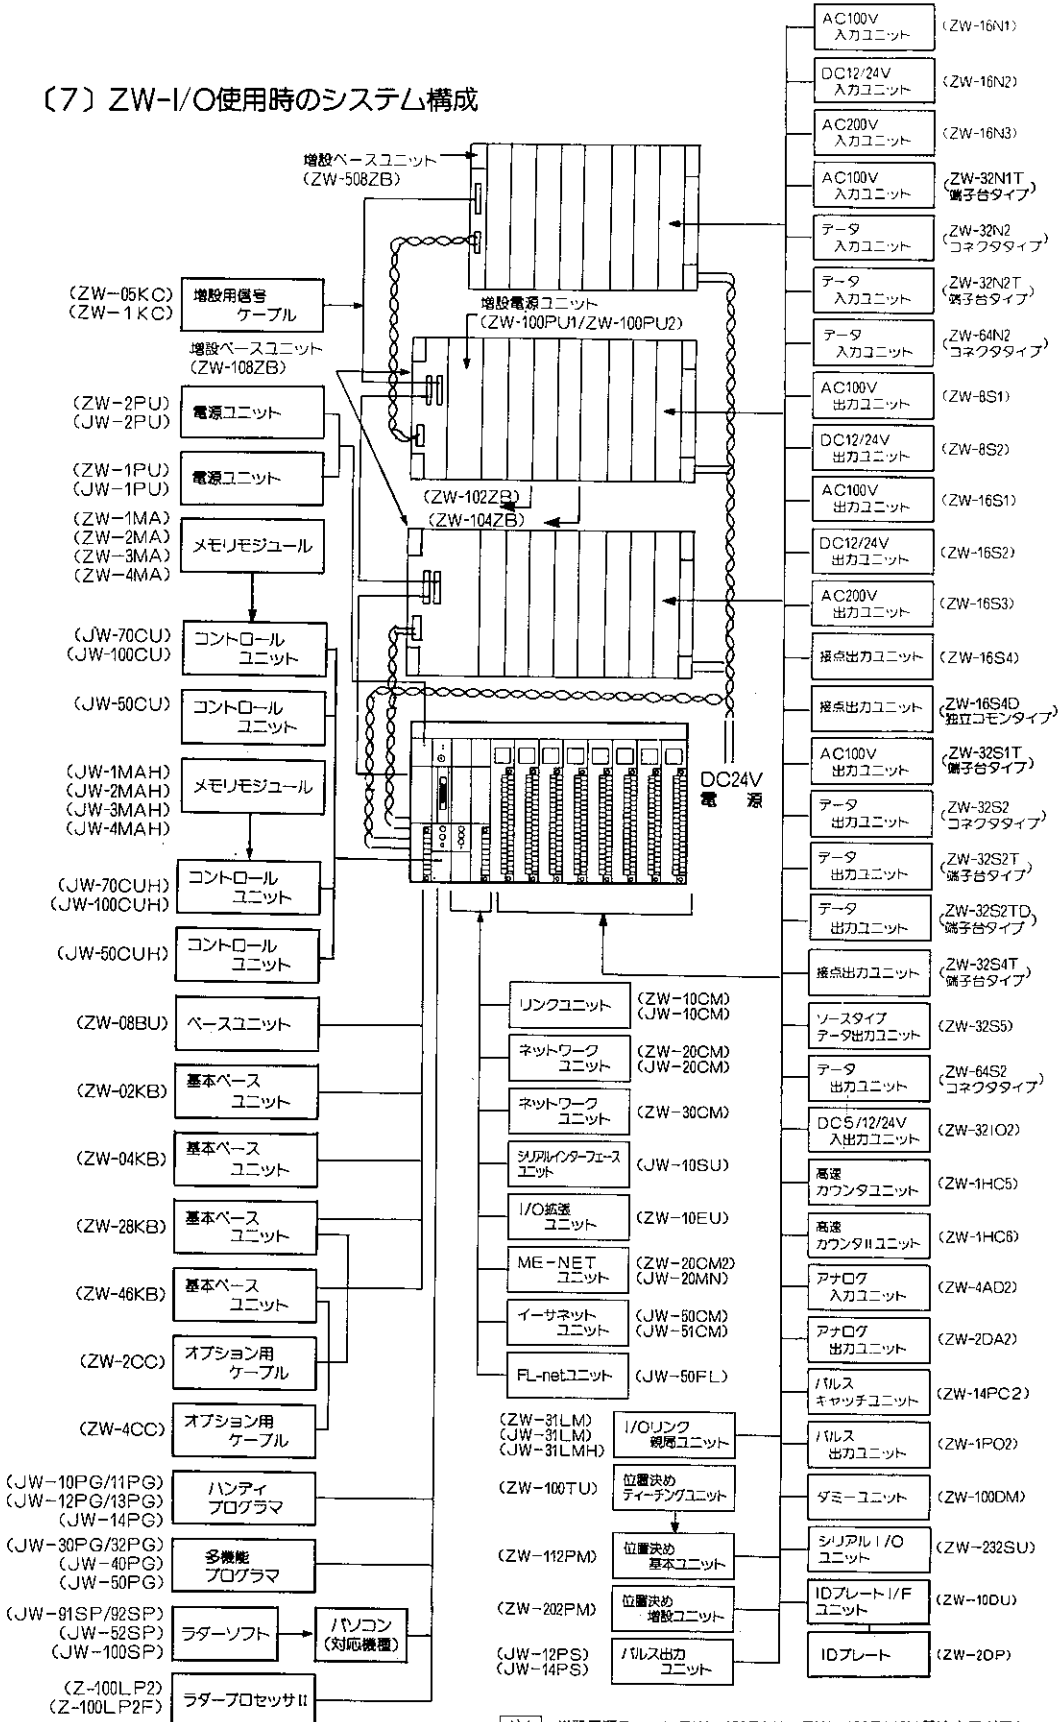 〔7〕ZW-I/O使用時のシステム構成
増設ベースユニット
(ZW-508ZB)
(ZW-05KC)
(ZW-1KC)
増設用信号
ケーブル
増設ベースユニット
(ZW-108ZB)
増設電源ユニット
(ZW-100PU1/ZW-100PU2)
(ZW-2PU)
(JW-2PU)
電源ユニット
(ZW-1PU)
(JW-1PU)
電源ユニット
(ZW-102ZB)
(ZW-104ZB)
(ZW-1MA)
(ZW-2MA)
(ZW-3MA)
(ZW-4MA)
メモリモジュール
(JW-70CU)
(JW-100CU)
コントロール
ユニット
(JW-50CU)
コントロール
ユニット
(JW-1MAH)
(JW-2MAH)
(JW-3MAH)
(JW-4MAH)
メモリモジュール
DC24V
電 源
(JW-70CUH)
(JW-100CUH)
コントロール
ユニット
(JW-50CUH)
コントロール
ユニット
(ZW-08BU)
ベースユニット
(ZW-02KB)
基本ベース
ユニット
(ZW-04KB)
基本ベース
ユニット
(ZW-28KB)
基本ベース
ユニット
(ZW-46KB)
基本ベース
ユニット
(ZW-2CC)
オプション用
ケーブル
(ZW-4CC)
オプション用
ケーブル
(JW-10PG/11PG)
(JW-12PG/13PG)
(JW-14PG)
ハンディ
プログラマ
(JW-30PG/32PG)
(JW-40PG)
(JW-50PG)
多機能
プログラマ
(JW-91SP/92SP)
(JW-52SP)
(JW-100SP)
ラダーソフト
パソコン
(対応機種)
(Z-100LP2)
(Z-100LP2F)
ラダープロセッサII
リンクユニット
(ZW-10CM)
(JW-10CM)
ネットワーク
ユニット
(ZW-20CM)
(JW-20CM)
ネットワーク
ユニット
(ZW-30CM)
シリアルインターフェース
ユニット
(JW-10SU)
I/O拡張
ユニット
(ZW-10EU)
ME-NET
ユニット
(ZW-20CM2)
(JW-20MN)
イーサネット
ユニット
(JW-50CM)
(JW-51CM)
FL-netユニット
(JW-50FL)
(ZW-31LM)
(JW-31LM)
(JW-31LMH)
I/Oリンク
親局ユニット
(ZW-100TU)
位置決め
ティーチングユニット
(ZW-112PM)
位置決め
基本ユニット
(ZW-202PM)
位置決め
増設ユニット
(JW-12PS)
(JW-14PS)
パルス出力
ユニット
AC100V
入力ユニット
(ZW-16N1)
DC12/24V
入力ユニット
(ZW-16N2)
AC200V
入力ユニット
(ZW-16N3)
AC100V
入力ユニット
(ZW-32N1T
端子台タイプ)
データ
入力ユニット
(ZW-32N2
コネクタタイプ)
データ
入力ユニット
(ZW-32N2T
端子台タイプ)
データ
入力ユニット
(ZW-64N2
コネクタタイプ)
AC100V
出力ユニット
(ZW-8S1)
DC12/24V
出力ユニット
(ZW-8S2)
AC100V
出力ユニット
(ZW-16S1)
DC12/24V
出力ユニット
(ZW-16S2)
AC200V
出力ユニット
(ZW-16S3)
接点出力ユニット
(ZW-16S4)
接点出力ユニット
(ZW-16S4D
独立コモンタイプ)
AC100V
出力ユニット
(ZW-32S1T
端子台タイプ)
データ
出力ユニット
(ZW-32S2
コネクタタイプ)
データ
出力ユニット
(ZW-32S2T
端子台タイプ)
データ
出力ユニット
(ZW-32S2TD
端子台タイプ)
接点出力ユニット
(ZW-32S4T
端子台タイプ)
ソースタイプ
データ出力ユニット
(ZW-32S5)
データ
出力ユニット
(ZW-64S2
コネクタタイプ)
DC5/12/24V
入出力ユニット
(ZW-32IO2)
高速
カウンタユニット
(ZW-1HC5)
高速
カウンタIIユニット
(ZW-1HC6)
アナログ
入力ユニット
(ZW-4AD2)
アナログ
出力ユニット
(ZW-2DA2)
パルス
キャッチユニット
(ZW-14PC2)
パルス
出力ユニット
(ZW-1PO2)
ダミーユニット
(ZW-100DM)
シリアルI/O
ユニット
(ZW-232SU)
IDプレートI/F
ユニット
(ZW-10DU)
IDプレート
(ZW-2DP)